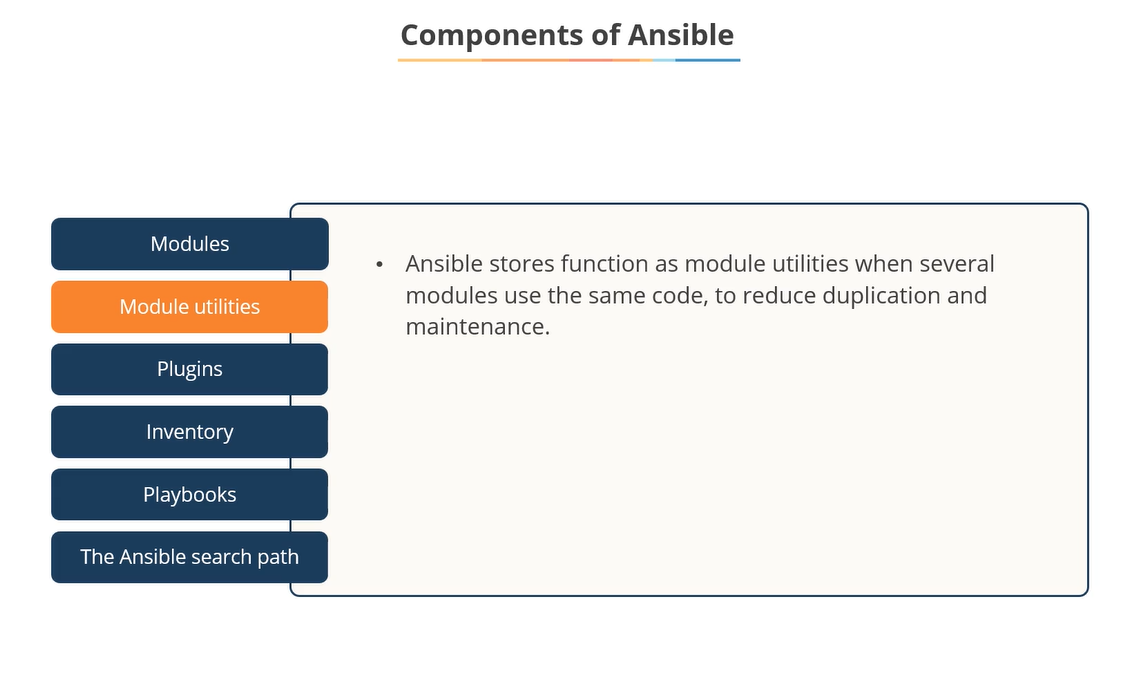 Components of Ansible
Modules
Module utilities
Plugins
Inventory
Playbooks
The Ansible search path
• Ansible stores function as module utilities when several
modules use the same code, to reduce duplication and
maintenance.